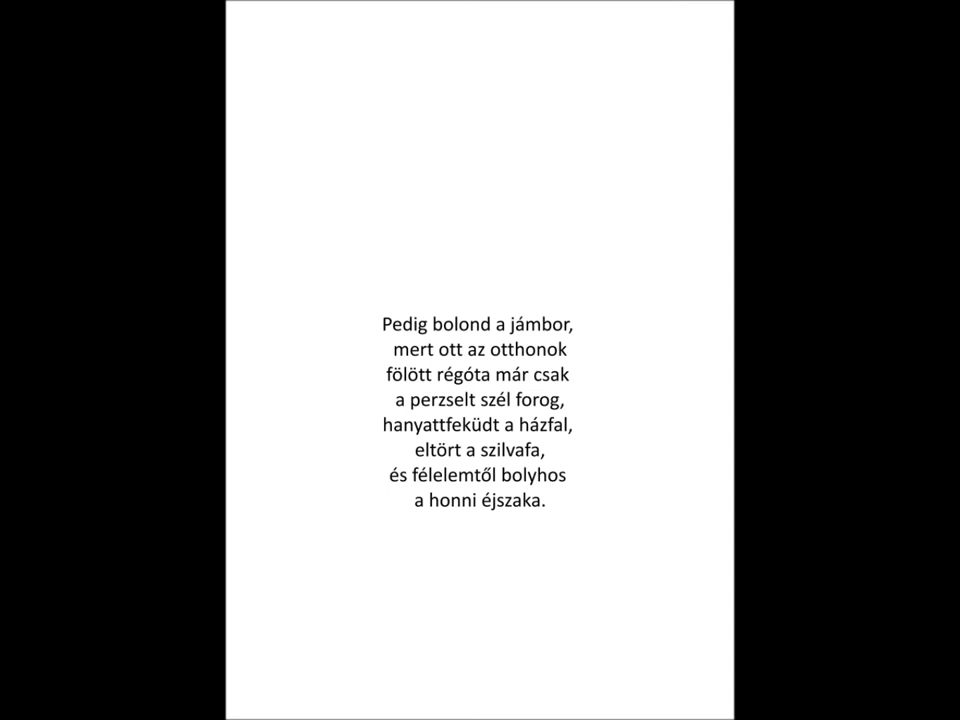 Pedig bolond a jámbor,
mert ott az otthonok
fölött régóta már csak
a perzselt szél forog,
hanyattfeküdt a házfal,
eltört a szilvafa,
és félelemtől bolyhos
a honni éjszaka.